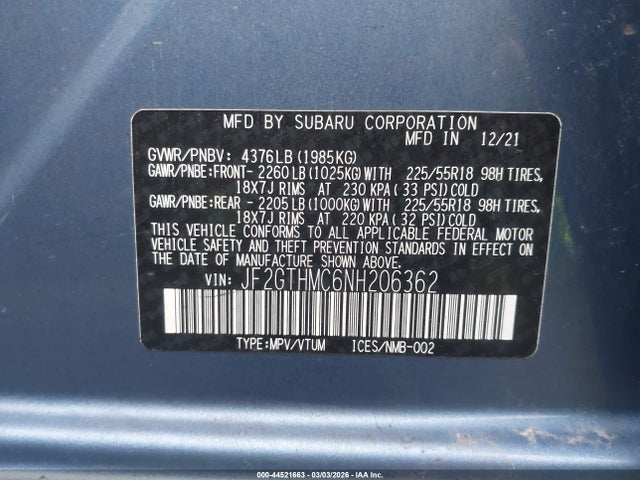 MFD BY SUBARU CORPORATION
MFD IN 12/21
GVWR/PNBV: 4376LB(1985KG)
GAWR/PNBE:FRONT- 2260LB(1025KG)WITH 225/55R18 98H TIRES,
18X7J RIMS AT 230 KPA(33 PSI)COLD
GAWR/PNBE:REAR - 2205LB(1000KG)WITH 225/55R18 98H TIRES,
18X7J RIMS AT 220 KPA(32 PSI)COLD
THIS VEHICLE CONFORMS TO ALL APPLICABLE FEDERAL MOTOR
VEHICLE SAFETY AND THEFT PREVENTION STANDARDS IN EFFECT ON
THE DATE OF MANUFACTURE SHOWN ABOVE.
VIN: JF2GTHMC6NH206362
TYPE:MPV/VTUM ICES/NMB-002
000-44521663 - 03/03/2026 - IAA Inc.